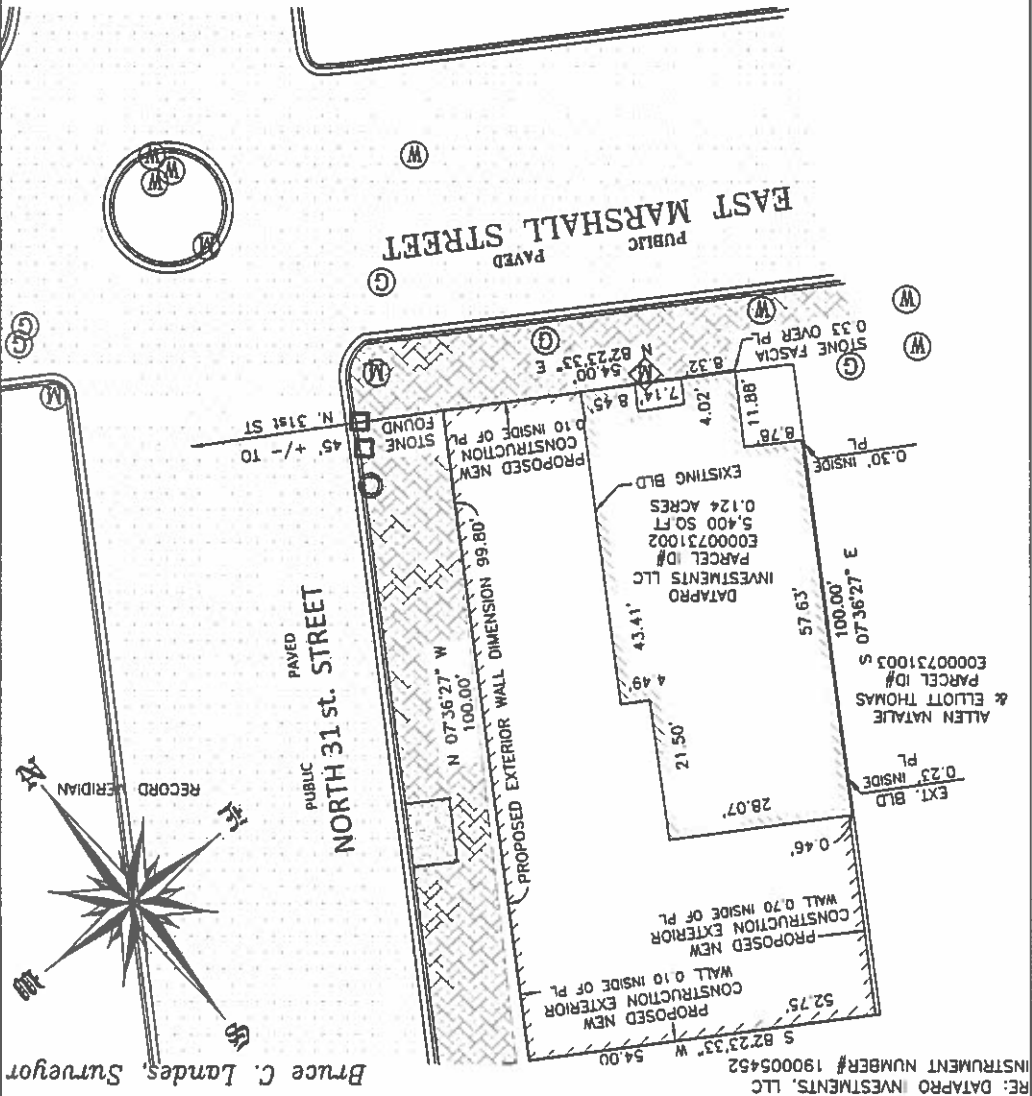 RE: DATAPRO INVESTMENTS, LLC
INSTRUMENT NUMBER# 190005452
Bruce C. Landes, Surveyor
S 82°23'33" W 54.00
52.75'
PROPOSED NEW
CONSTRUCTION EXTERIOR
WALL 0.10 INSIDE OF PL
PROPOSED NEW
CONSTRUCTION EXTERIOR
WALL 0.70 INSIDE OF PL
0.46'
28.07'
EXT. BLD
0.23' INSIDE
PL
21.50'
4.49'
43.41'
ALLEN NATALIE
& ELLIOTT THOMAS
PARCEL ID#
E0000731003
S 07°36'27" E
100.00'
57.63'
DATAPRO
INVESTMENTS LLC
PARCEL ID#
E0000731002
5,400 SQ.FT
0.124 ACRES
EXISTING BLD
PROPOSED EXTERIOR WALL DIMENSION 99.80'
N 07°36'27" W
100.00'
PUBLIC PAVED
NORTH 31 st. STREET
RECORD MERIDIAN
0.30' INSIDE
PL
8.78'
11.88'
4.02'
8.32'
7.14'
8.45'
M
N 82°23'33" E
54.00'
PROPOSED NEW
CONSTRUCTION
0.10 INSIDE OF PL
STONE
FOUND
45' +/- TO
N. 31st ST
STONE FASCIA
0.33 OVER PL
G
W
W
W
G
M
M
G
G
G
PUBLIC PAVED
EAST MARSHALL STREET
W
M
W
W
W